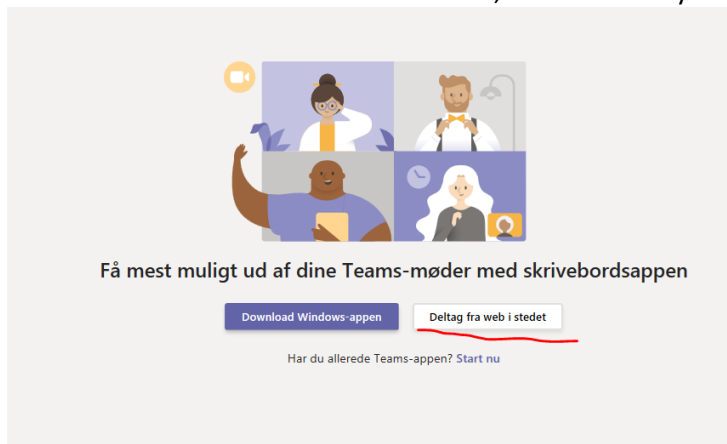 Få mest muligt ud af dine Teams-møder med skrivebordsappen
Download Windows-appen
Deltag fra web i stedet
Har du allerede Teams-appen? Start nu